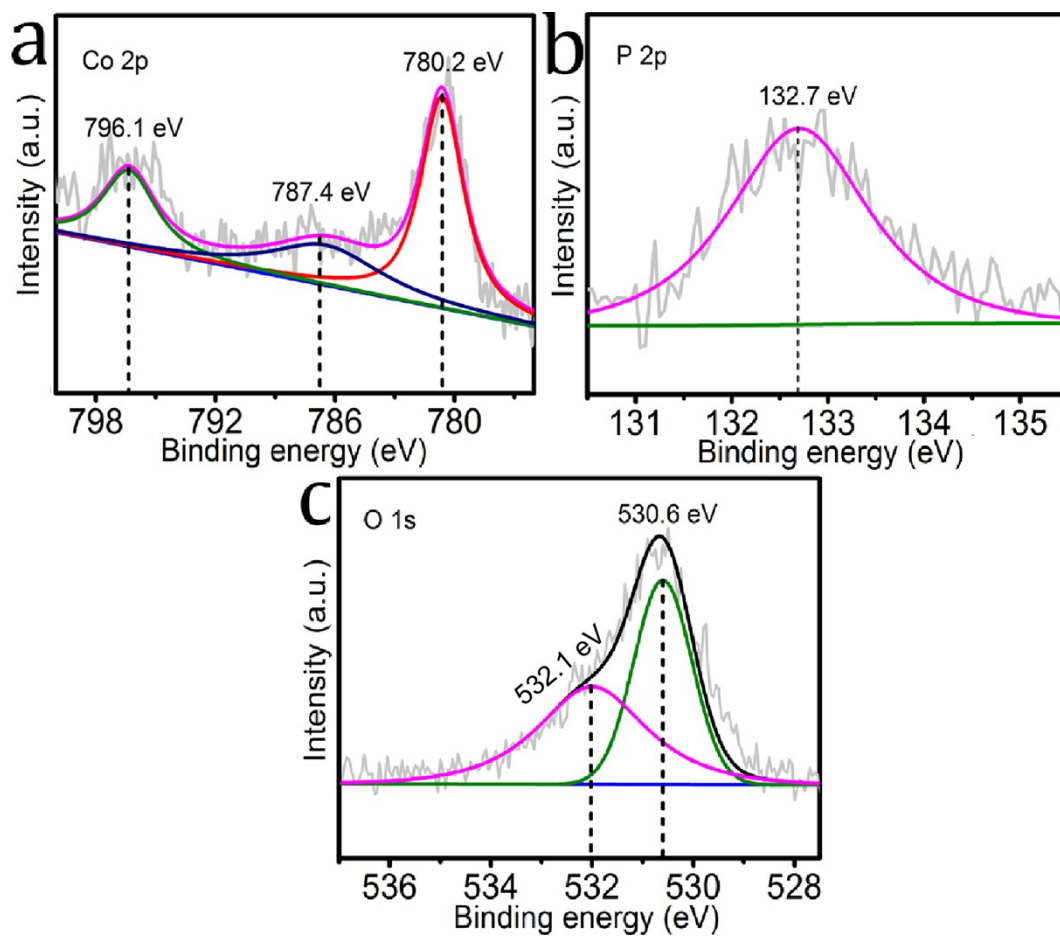 a
Co 2p
780.2 eV
796.1 eV
787.4 eV
Intensity (a.u.)
798 792 786 780
Binding energy (eV)
b
P 2p
132.7 eV
Intensity (a.u.)
131 132 133 134 135
Binding energy (eV)
c
O 1s
530.6 eV
532.1 eV
Intensity (a.u.)
536 534 532 530 528
Binding energy (eV)